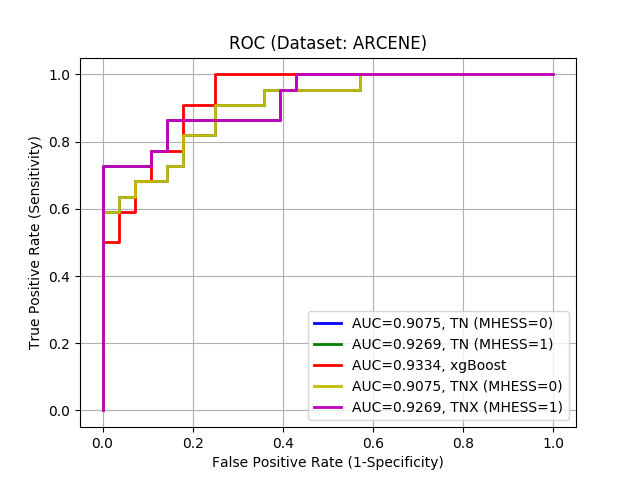 ROC (Dataset: ARCENE)
True Positive Rate (Sensitivity)
1.0
0.8
0.6
0.4
0.2
0.0
AUC=0.9075, TN (MHESS=0)
AUC=0.9269, TN (MHESS=1)
AUC=0.9334, xgBoost
AUC=0.9075, TNX (MHESS=0)
AUC=0.9269, TNX (MHESS=1)
0.0 0.2 0.4 0.6 0.8 1.0
False Positive Rate (1-Specificity)